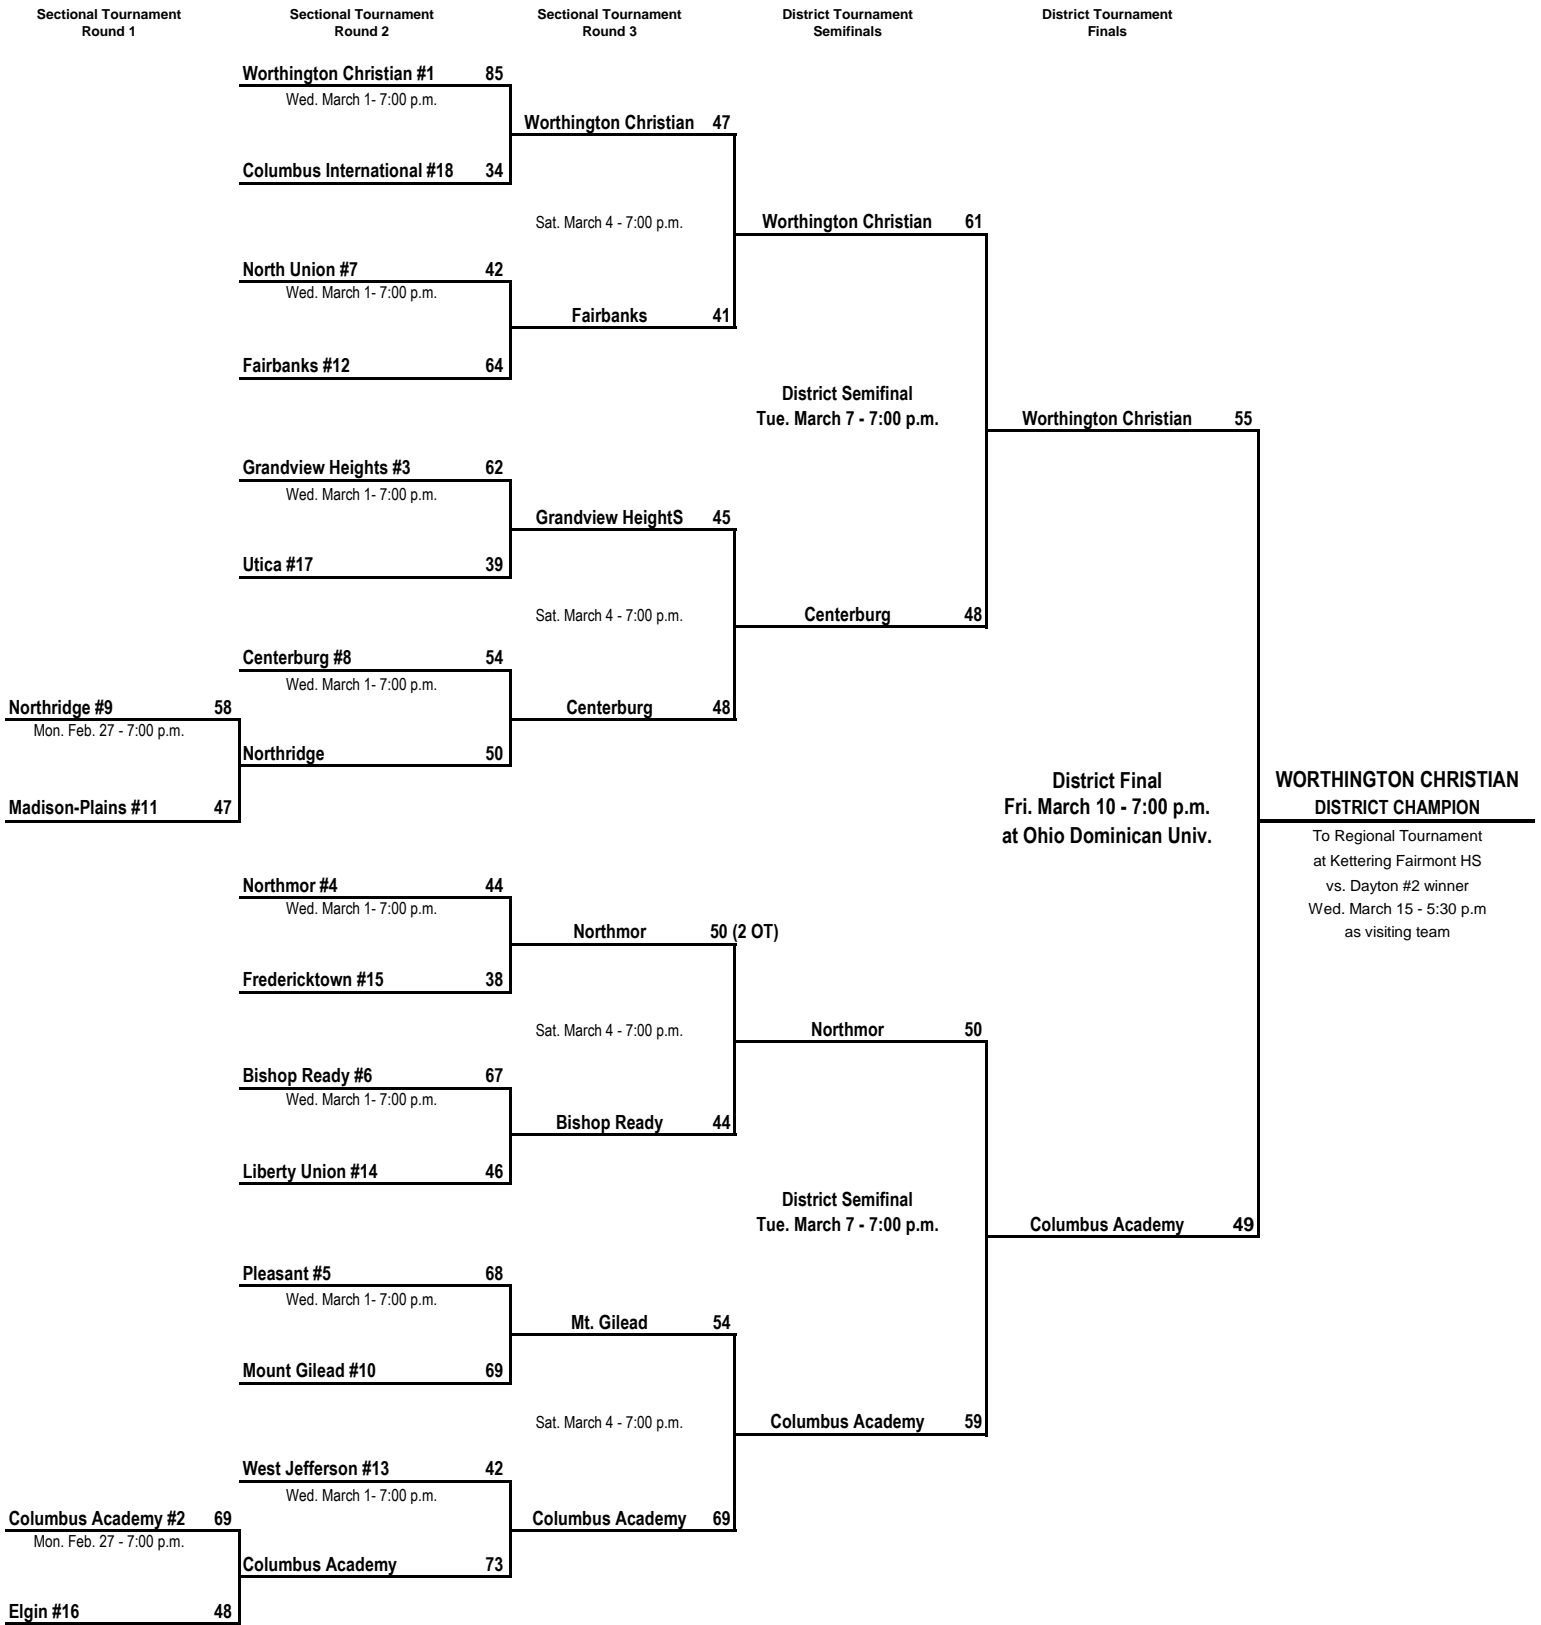 Sectional Tournament
Round 1
Sectional Tournament
Round 2
Sectional Tournament
Round 3
District Tournament
Semifinals
District Tournament
Finals
Worthington Christian #1 85
Wed. March 1- 7:00 p.m.
Worthington Christian 47
Columbus International #18 34
Sat. March 4 - 7:00 p.m.
Worthington Christian 61
North Union #7 42
Wed. March 1- 7:00 p.m.
Fairbanks 41
Fairbanks #12 64
District Semifinal
Tue. March 7 - 7:00 p.m.
Worthington Christian 55
Grandview Heights #3 62
Wed. March 1- 7:00 p.m.
Grandview HeightS 45
Utica #17 39
Sat. March 4 - 7:00 p.m.
Centerburg 48
Centerburg #8 54
Wed. March 1- 7:00 p.m.
Northridge #9 58
Centerburg 48
Mon. Feb. 27 - 7:00 p.m.
Northridge 50
Madison-Plains #11 47
District Final
Fri. March 10 - 7:00 p.m.
at Ohio Dominican Univ.
WORTHINGTON CHRISTIAN
DISTRICT CHAMPION
To Regional Tournament
at Kettering Fairmont HS
vs. Dayton #2 winner
Wed. March 15 - 5:30 p.m
as visiting team
Northmor #4 44
Wed. March 1- 7:00 p.m.
Northmor 50 (2 OT)
Fredericktown #15 38
Sat. March 4 - 7:00 p.m.
Northmor 50
Bishop Ready #6 67
Wed. March 1- 7:00 p.m.
Bishop Ready 44
Liberty Union #14 46
District Semifinal
Tue. March 7 - 7:00 p.m.
Columbus Academy 49
Pleasant #5 68
Wed. March 1- 7:00 p.m.
Mt. Gilead 54
Mount Gilead #10 69
Sat. March 4 - 7:00 p.m.
Columbus Academy 59
West Jefferson #13 42
Wed. March 1- 7:00 p.m.
Columbus Academy #2 69
Columbus Academy 69
Mon. Feb. 27 - 7:00 p.m.
Columbus Academy 73
Elgin #16 48